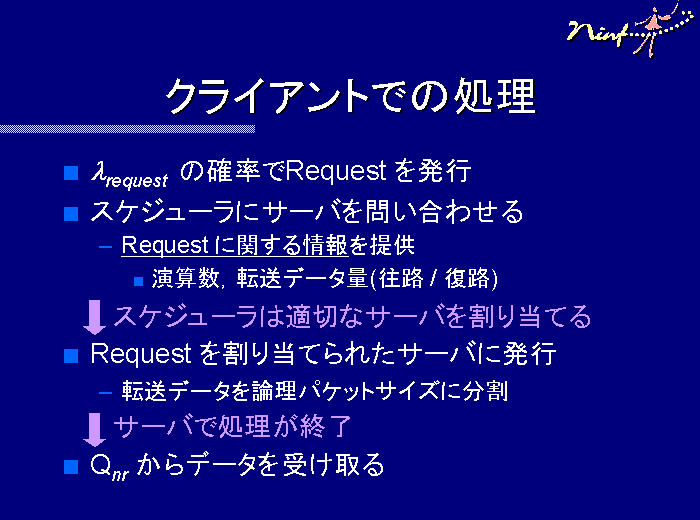 Ninf
クライアントでの処理
λrequest の確率でRequest を発行
スケジューラにサーバを問い合わせる
– Request に関する情報を提供
演算数, 転送データ量(往路 / 復路)
スケジューラは適切なサーバを割り当てる
Request を割り当てられたサーバに発行
– 転送データを論理パケットサイズに分割
サーバで処理が終了
Qnr からデータを受け取る